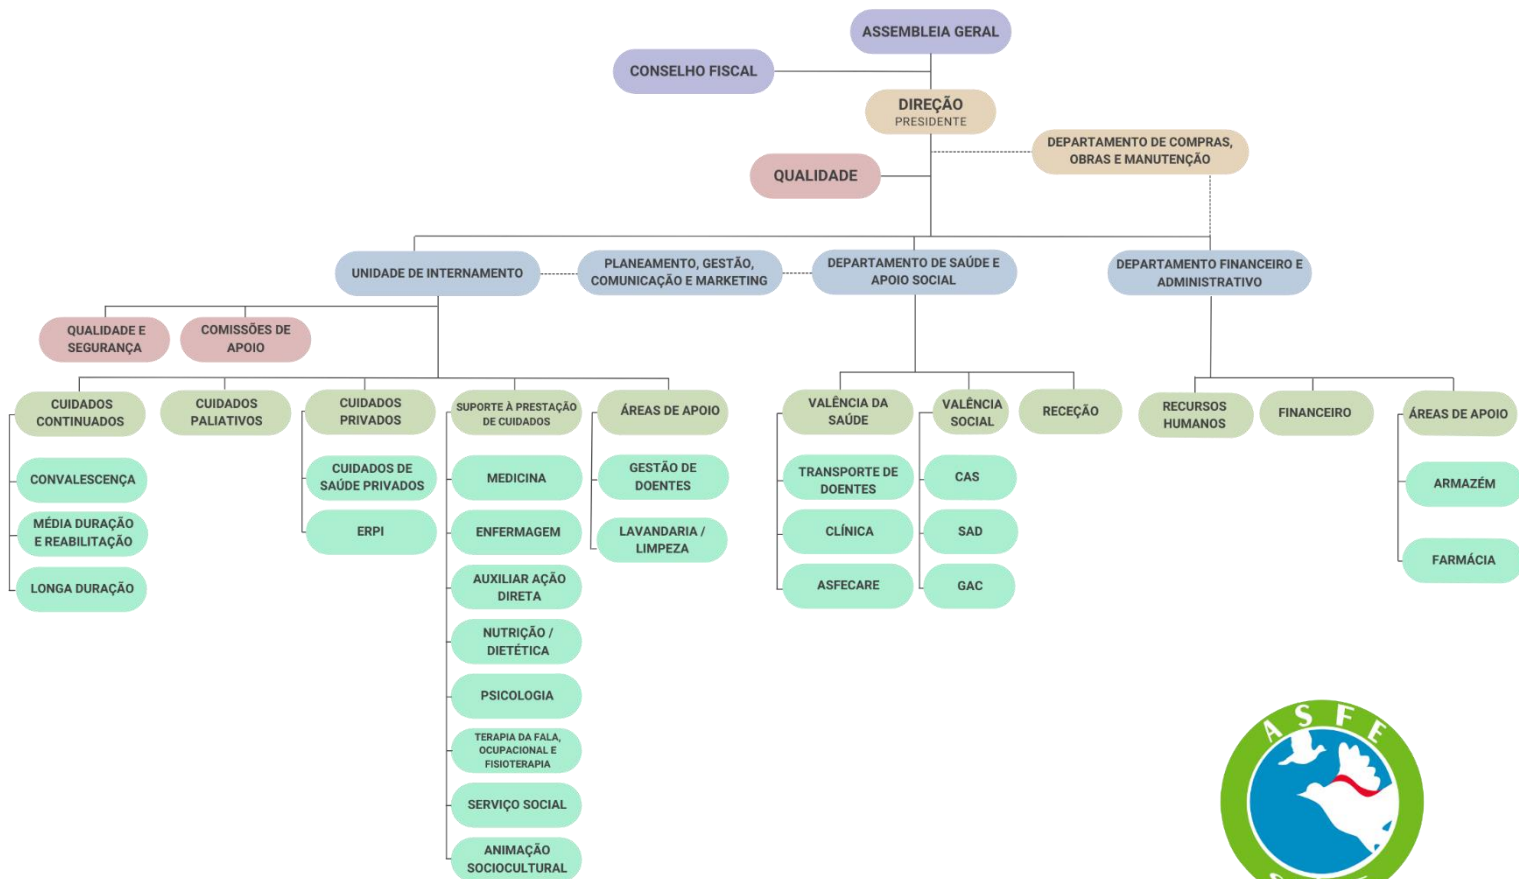 ASSEMBLEIA GERAL
CONSELHO FISCAL
DIREÇÃO
PRESIDENTE
DEPARTAMENTO DE COMPRAS,
OBRAS E MANUTENÇÃO
QUALIDADE
UNIDADE DE INTERNAMENTO
PLANEAMENTO, GESTÃO,
COMUNICAÇÃO E MARKETING
DEPARTAMENTO DE SAÚDE E
APOIO SOCIAL
DEPARTAMENTO FINANCEIRO E
ADMINISTRATIVO
QUALIDADE E
SEGURANÇA
COMISSÕES DE
APOIO
CUIDADOS
CONTINUADOS
CUIDADOS
PALIATIVOS
CUIDADOS
PRIVADOS
SUPORTE À PRESTAÇÃO
DE CUIDADOS
ÁREAS DE APOIO
VALÊNCIA DA
SAÚDE
VALÊNCIA
SOCIAL
RECEÇÃO
RECURSOS
HUMANOS
FINANCEIRO
ÁREAS DE APOIO
CONVALESCENÇA
MÉDIA DURAÇÃO
E REABILITAÇÃO
LONGA DURAÇÃO
CUIDADOS DE
SAÚDE PRIVADOS
ERPI
MEDICINA
ENFERMAGEM
AUXILIAR AÇÃO
DIRETA
NUTRIÇÃO /
DIETÉTICA
PSICOLOGIA
TERAPIA DA FALA,
OCUPACIONAL E
FISIOTERAPIA
SERVIÇO SOCIAL
ANIMAÇÃO
SOCIOCULTURAL
GESTÃO DE
DOENTES
LAVANDARIA /
LIMPEZA
TRANSPORTE DE
DOENTES
CLÍNICA
ASFECARE
CAS
SAD
GAC
ARMAZÉM
FARMÁCIA
ASFE